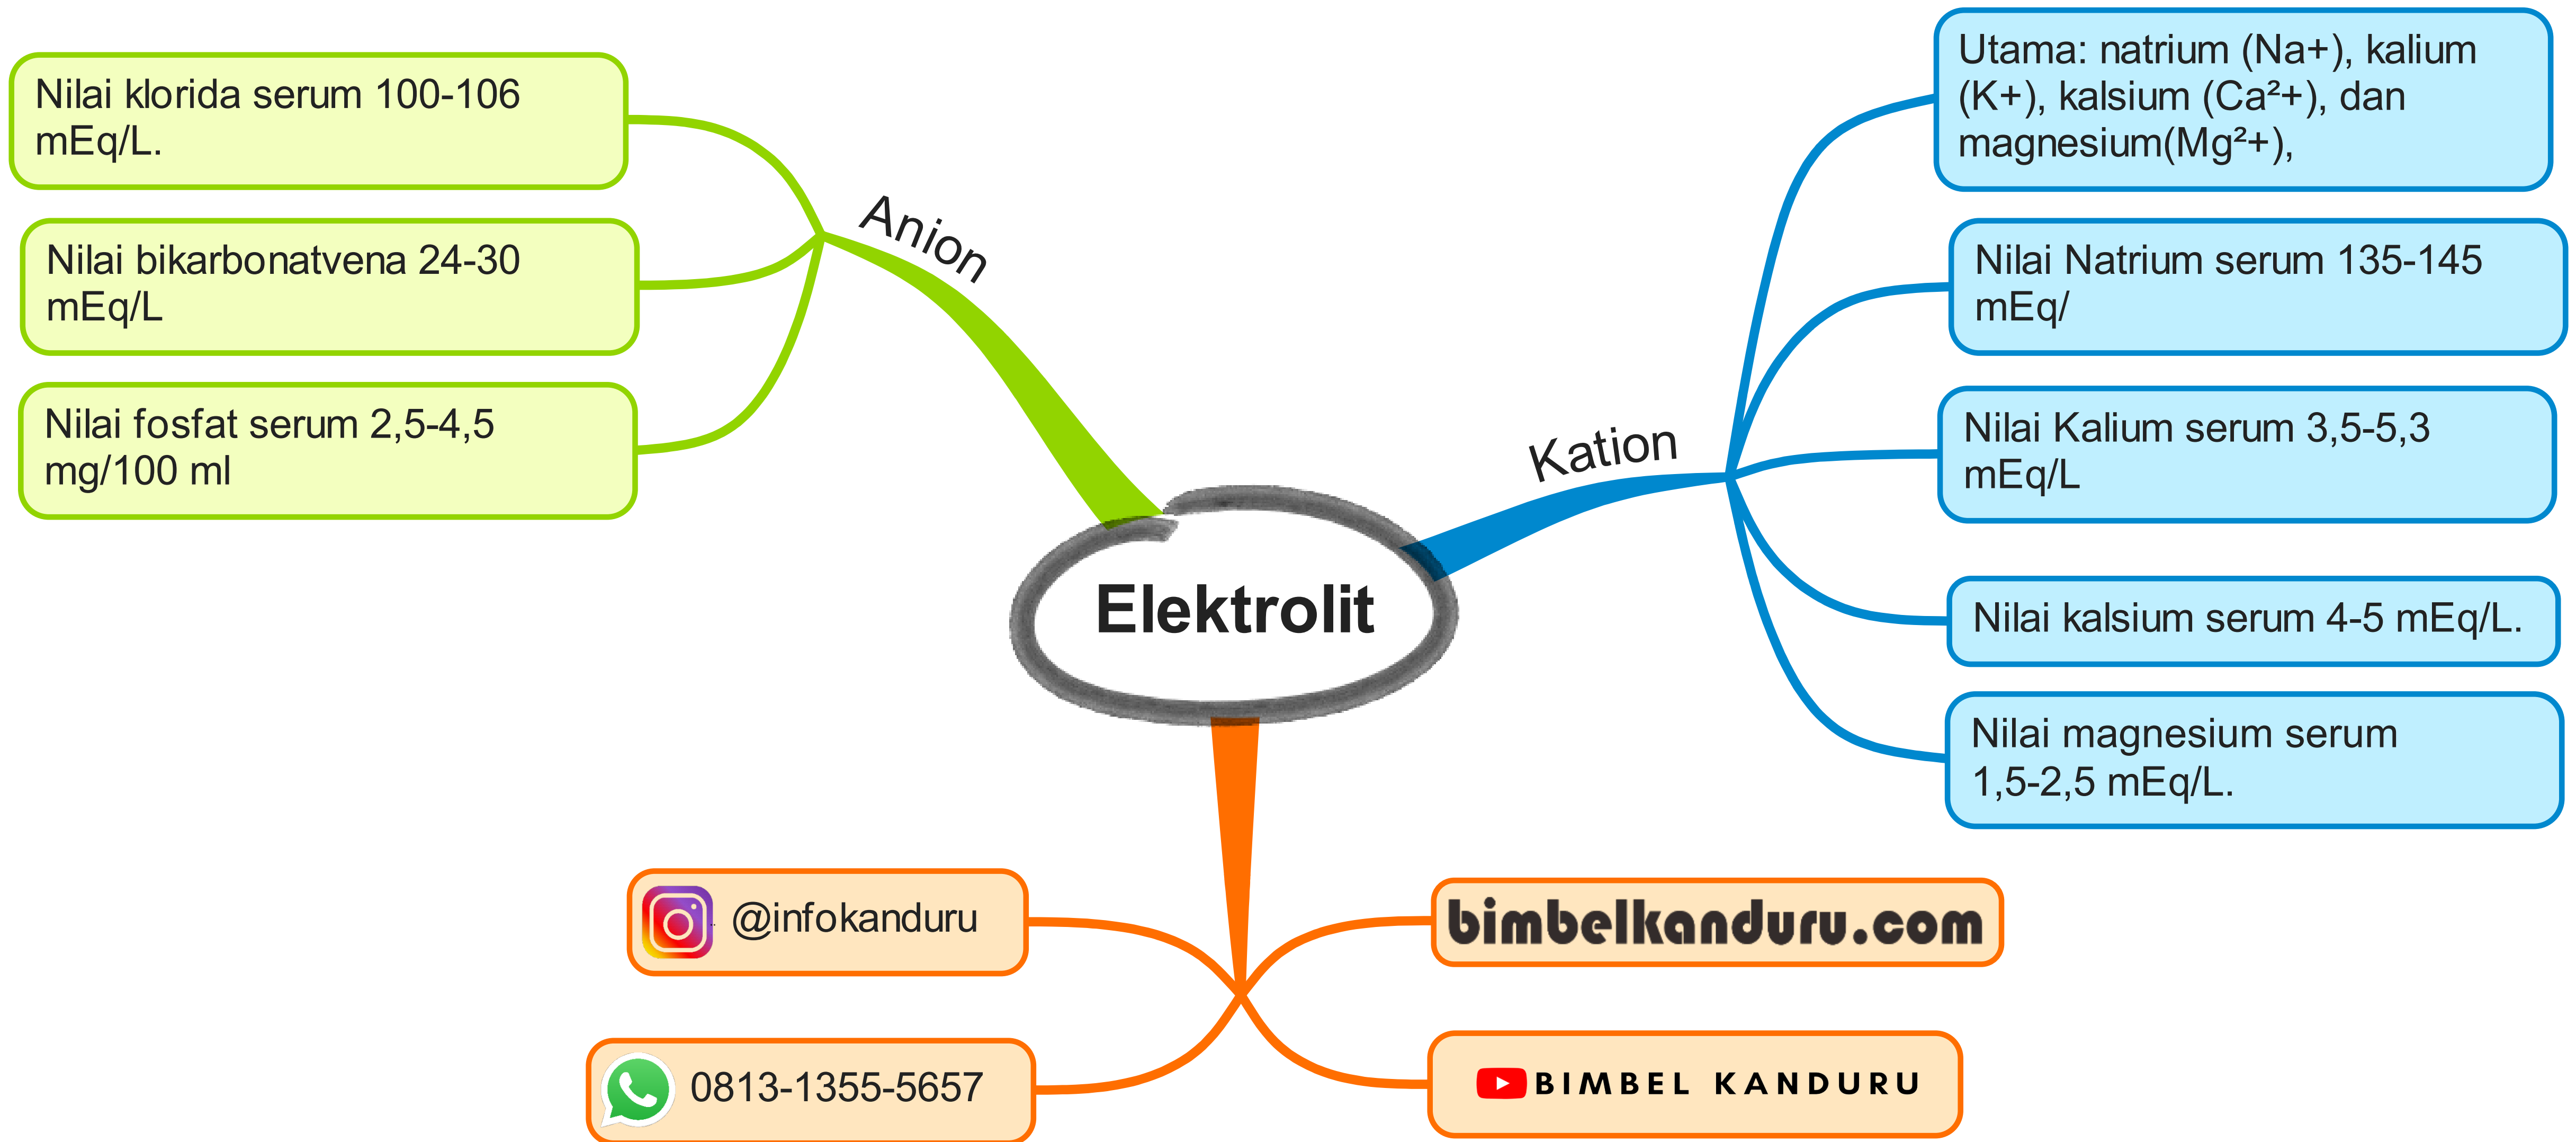 Elektrolit
Anion
Nilai klorida serum 100-106
mEq/L.
Nilai bikarbonatvena 24-30
mEq/L
Nilai fosfat serum 2,5-4,5
mg/100 ml
Kation
Utama: natrium (Na+), kalium
(K+), kalsium (Ca²+), dan
magnesium(Mg²+),
Nilai Natrium serum 135-145
mEq/
Nilai Kalium serum 3,5-5,3
mEq/L
Nilai kalsium serum 4-5 mEq/L.
Nilai magnesium serum
1,5-2,5 mEq/L.
@infokanduru
0813-1355-5657
bimbelkanduru.com
BIMBEL KANDURU